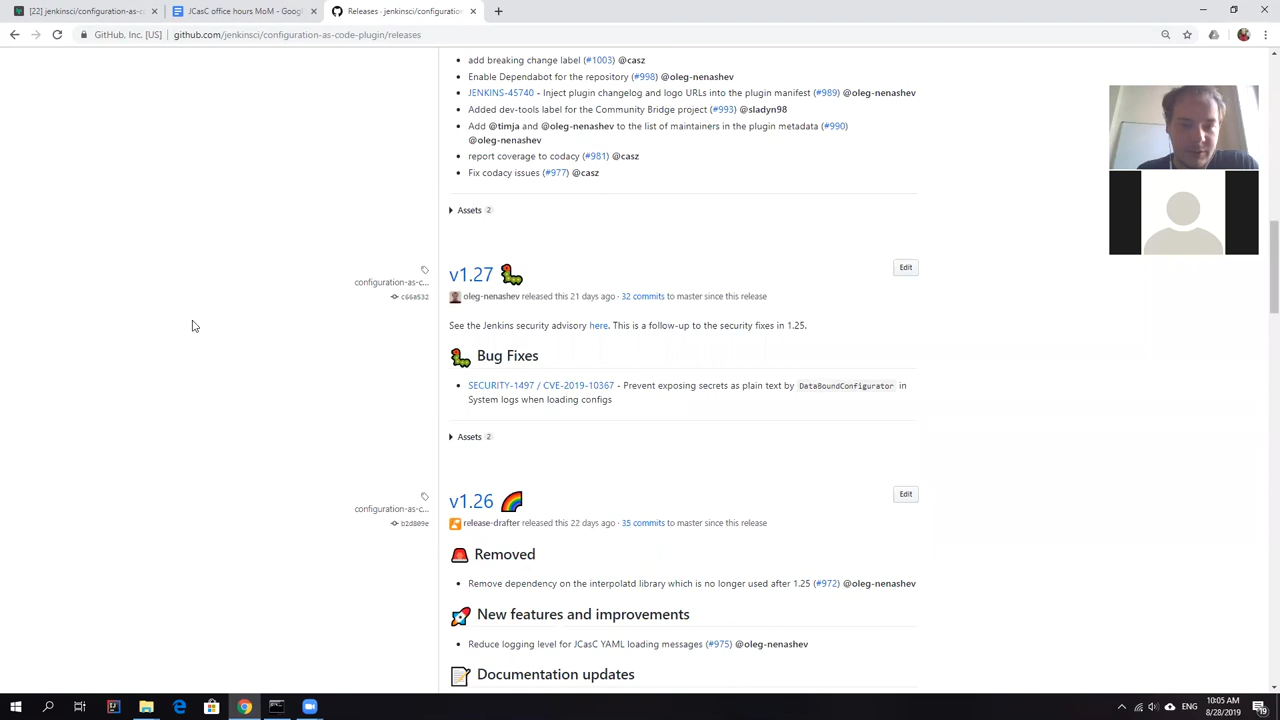 [22] jenkinsci/configuration-as-c
JCasC office hours MoM - Goog
Releases · jenkinsci/configuration
GitHub, Inc. [US] | github.com/jenkinsci/configuration-as-code-plugin/releases
add breaking change label (#1003) @casz
Enable Dependabot for the repository (#998) @oleg-nenashev
JENKINS-45740 - Inject plugin changelog and logo URLs into the plugin manifest (#989) @oleg-nenashev
Added dev-tools label for the Community Bridge project (#993) @sladyn98
Add @timja and @oleg-nenashev to the list of maintainers in the plugin metadata (#990)
@oleg-nenashev
report coverage to codacy (#981) @casz
Fix codacy issues (#977) @casz
Assets 2
configuration-as-c...
c66a532
v1.27
Edit
oleg-nenashev released this 21 days ago · 32 commits to master since this release
See the Jenkins security advisory here. This is a follow-up to the security fixes in 1.25.
Bug Fixes
SECURITY-1497 / CVE-2019-10367 - Prevent exposing secrets as plain text by DataBoundConfigurator in
System logs when loading configs
Assets 2
configuration-as-c...
b2d809e
v1.26
Edit
release-drafter released this 22 days ago · 35 commits to master since this release
Removed
Remove dependency on the interpolatd library which is no longer used after 1.25 (#972) @oleg-nenashev
New features and improvements
Reduce logging level for JCasC YAML loading messages (#975) @oleg-nenashev
Documentation updates
ENG
10:05 AM
8/28/2019
19